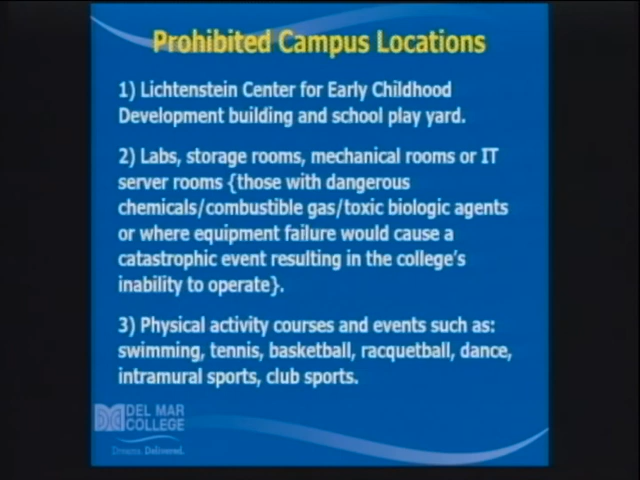 Prohibited Campus Locations
1) Lichtenstein Center for Early Childhood
Development building and school play yard.
2) Labs, storage rooms, mechanical rooms or IT
server rooms {those with dangerous
chemicals/combustible gas/toxic biologic agents
or where equipment failure would cause a
catastrophic event resulting in the college's
inability to operate}.
3) Physical activity courses and events such as:
swimming, tennis, basketball, racquetball, dance,
intramural sports, club sports.
DEL MAR
COLLEGE
Dreams. Delivered.